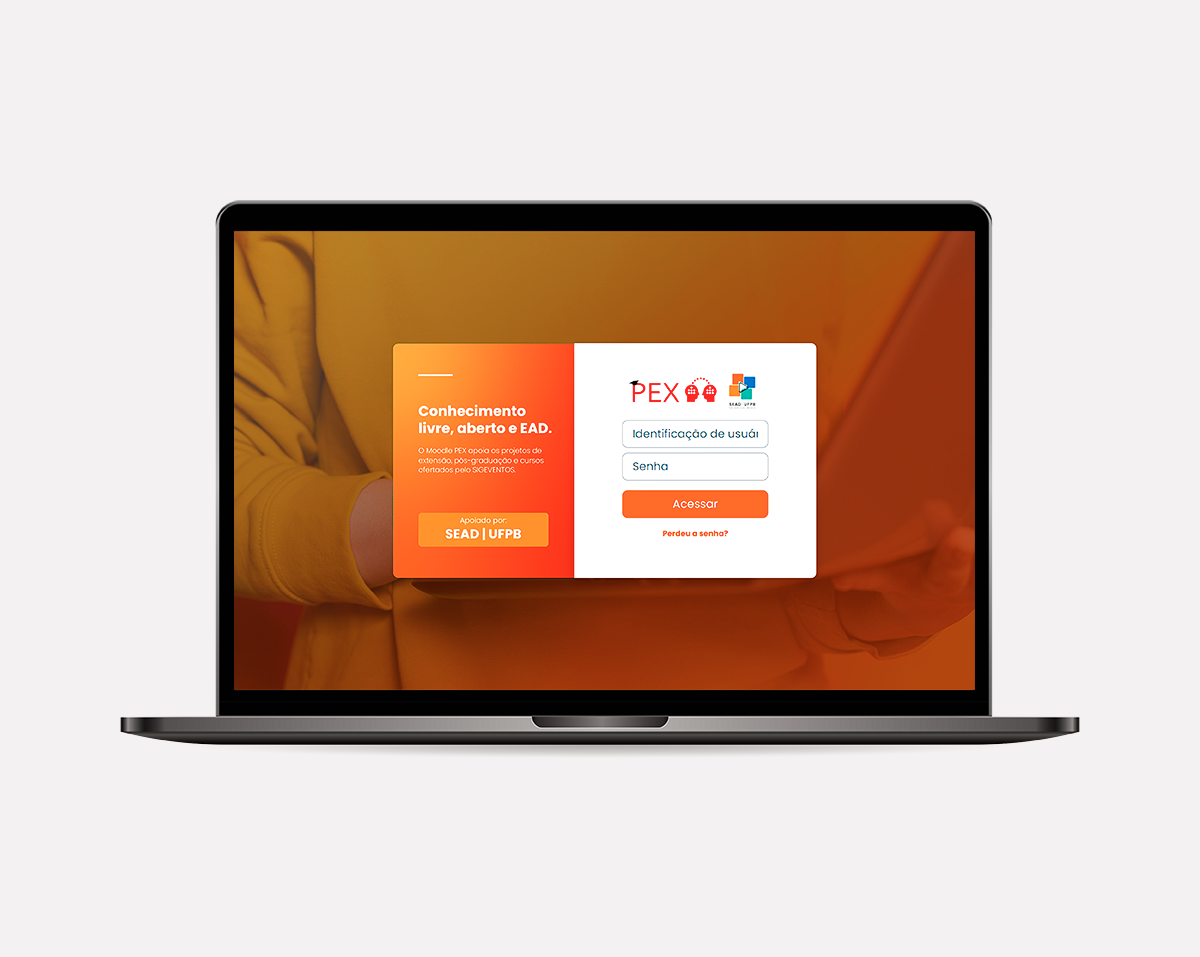 Conhecimento
livre, aberto e EAD.
O Moodle PEX apoia os projetos de
extensão, pós-graduação e cursos
ofertados pelo SIGEVENTOS.
Apoiado por:
SEAD | UFPB
PEX
SEAD UFPB
Identificação de usuár
Senha
Acessar
Perdeu a senha?